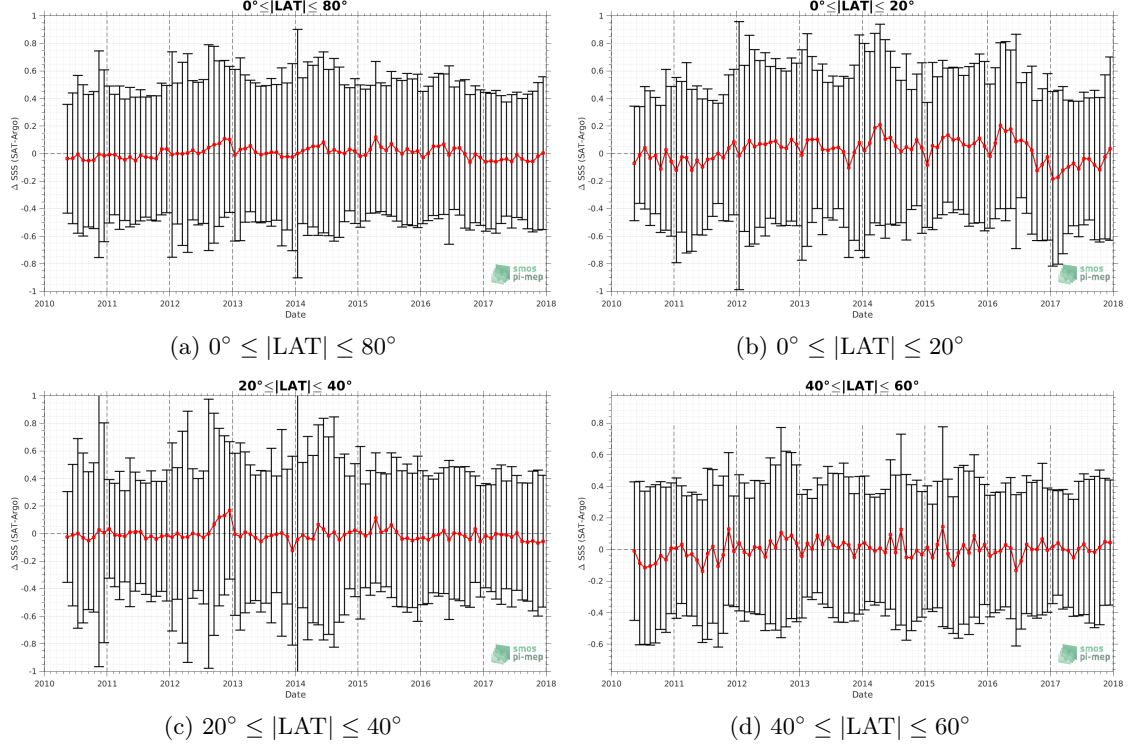 0°≤|LAT|≤ 80°
1
0.8
0.6
0.4
0.2
0
-0.2
-0.4
-0.6
-0.8
-1
Δ SSS (SAT-Argo)
2010 2011 2012 2013 2014 2015 2016 2017 2018
Date
smos
pi-mep
(a) 0° ≤ |LAT| ≤ 80°
0°≤|LAT|≤ 20°
1
0.8
0.6
0.4
0.2
0
-0.2
-0.4
-0.6
-0.8
-1
Δ SSS (SAT-Argo)
2010 2011 2012 2013 2014 2015 2016 2017 2018
Date
smos
pi-mep
(b) 0° ≤ |LAT| ≤ 20°
20°≤|LAT|≤ 40°
1
0.8
0.6
0.4
0.2
0
-0.2
-0.4
-0.6
-0.8
-1
Δ SSS (SAT-Argo)
2010 2011 2012 2013 2014 2015 2016 2017 2018
Date
smos
pi-mep
(c) 20° ≤ |LAT| ≤ 40°
40°≤|LAT|≤ 60°
0.8
0.6
0.4
0.2
0
-0.2
-0.4
-0.6
Δ SSS (SAT-Argo)
2010 2011 2012 2013 2014 2015 2016 2017 2018
Date
smos
pi-mep
(d) 40° ≤ |LAT| ≤ 60°